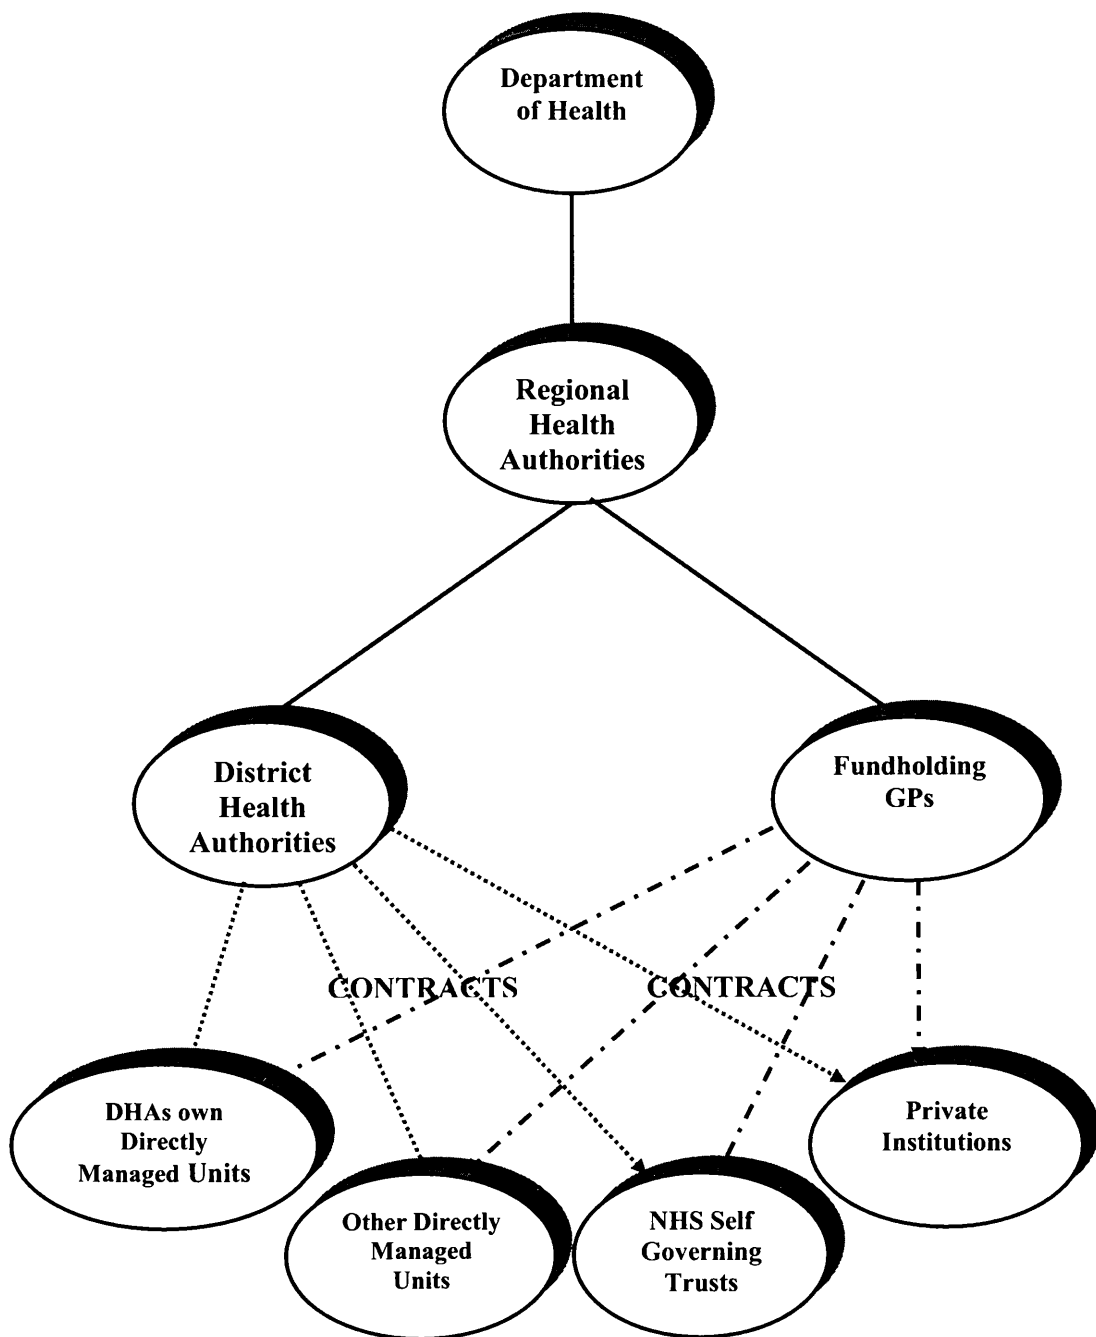 Department
of Health
Regional
Health
Authorities
District
Health
Authorities
Fundholding
GPs
CONTRACTS
CONTRACTS
DHAs own
Directly
Managed Units
Other Directly
Managed
Units
NHS Self
Governing
Trusts
Private
Institutions